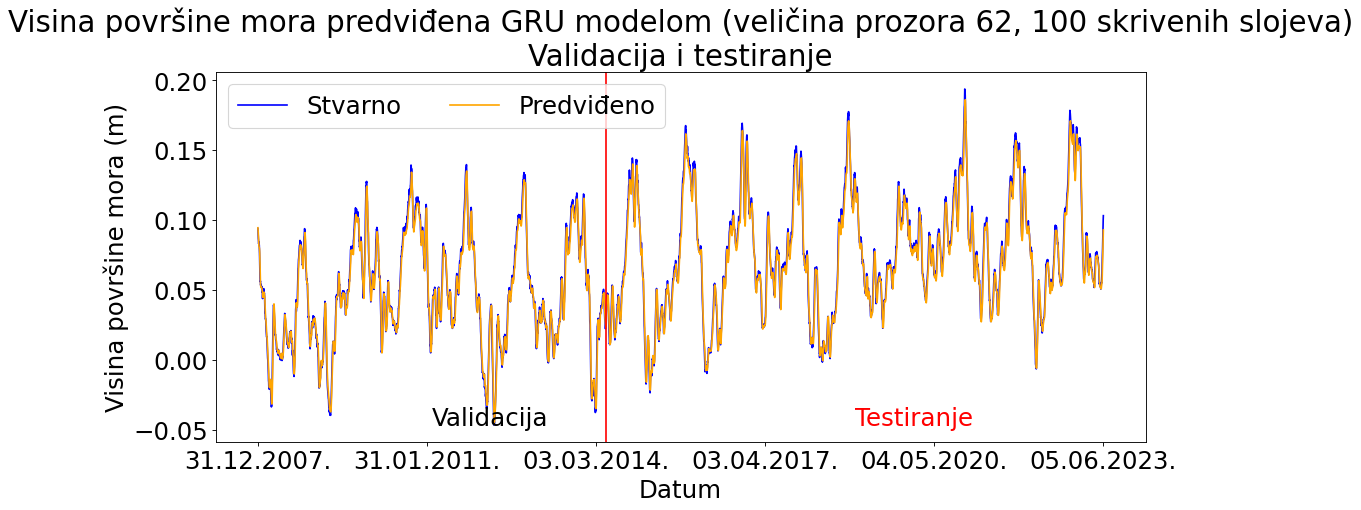 Visina površine mora predviđena GRU modelom (veličina prozora 62, 100 skrivenih slojeva)
Validacija i testiranje
Stvarno
Predviđeno
Visina površine mora (m)
0.20
0.15
0.10
0.05
0.00
−0.05
Validacija
Testiranje
31.12.2007.
31.01.2011.
03.03.2014.
03.04.2017.
04.05.2020.
05.06.2023.
Datum